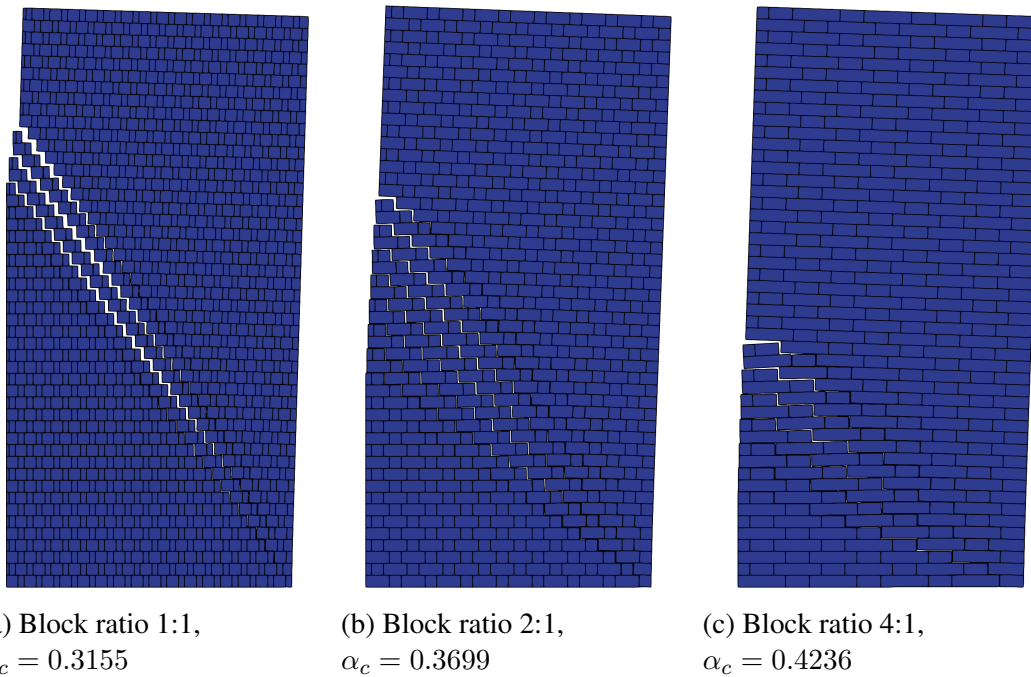 ) Block ratio 1:1,
c = 0.3155
(b) Block ratio 2:1,
αc = 0.3699
(c) Block ratio 4:1,
αc = 0.4236